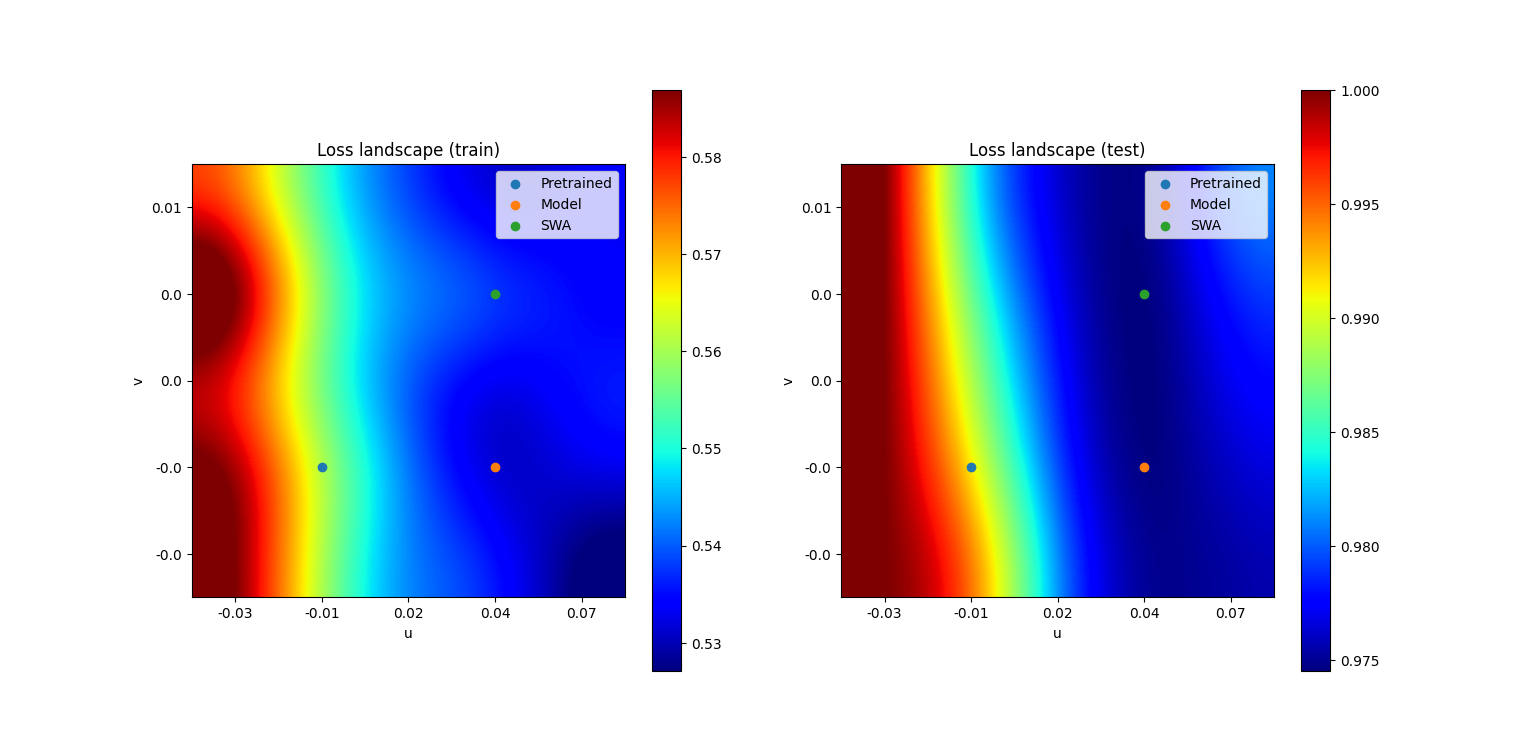 Loss landscape (train)
Pretrained
Model
SWA
0.01
0.0
0.0
-0.0
-0.0
v
-0.03
-0.01
0.02
0.04
0.07
u
0.58
0.57
0.56
0.55
0.54
0.53
Loss landscape (test)
Pretrained
Model
SWA
0.01
0.0
0.0
-0.0
-0.0
v
-0.03
-0.01
0.02
0.04
0.07
u
1.000
0.995
0.990
0.985
0.980
0.975